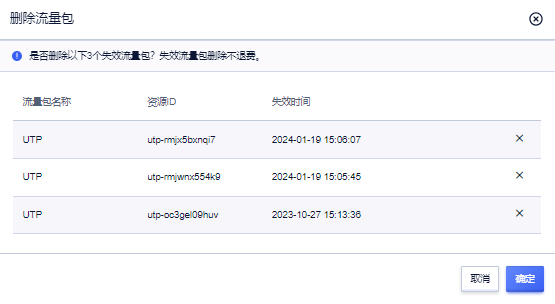 删除流量包
是否删除以下3个失效流量包？失效流量包删除不退费。
流量包名称 资源ID 失效时间
UTP utp-rmjx5bxnqi7 2024-01-19 15:06:07
UTP utp-rmjwnx554k9 2024-01-19 15:05:45
UTP utp-oc3gel09huv 2023-10-27 15:13:36
取消 确定